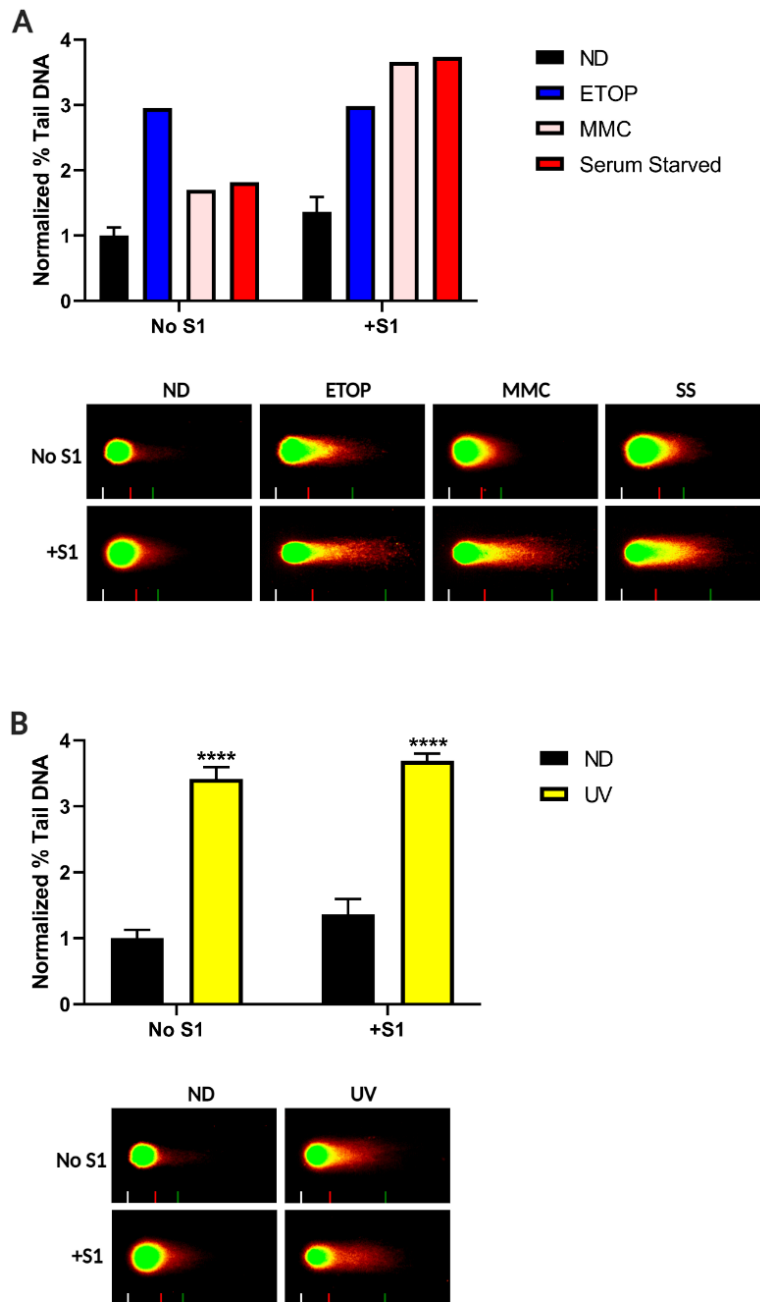 A
Normalized % Tail DNA
4
3
2
1
0
No S1
+S1
ND
ETOP
MMC
Serum Starved
ND ETOP MMC SS
No S1
+S1
B
Normalized % Tail DNA
4
3
2
1
0
****
****
No S1
+S1
ND
UV
ND UV
No S1
+S1